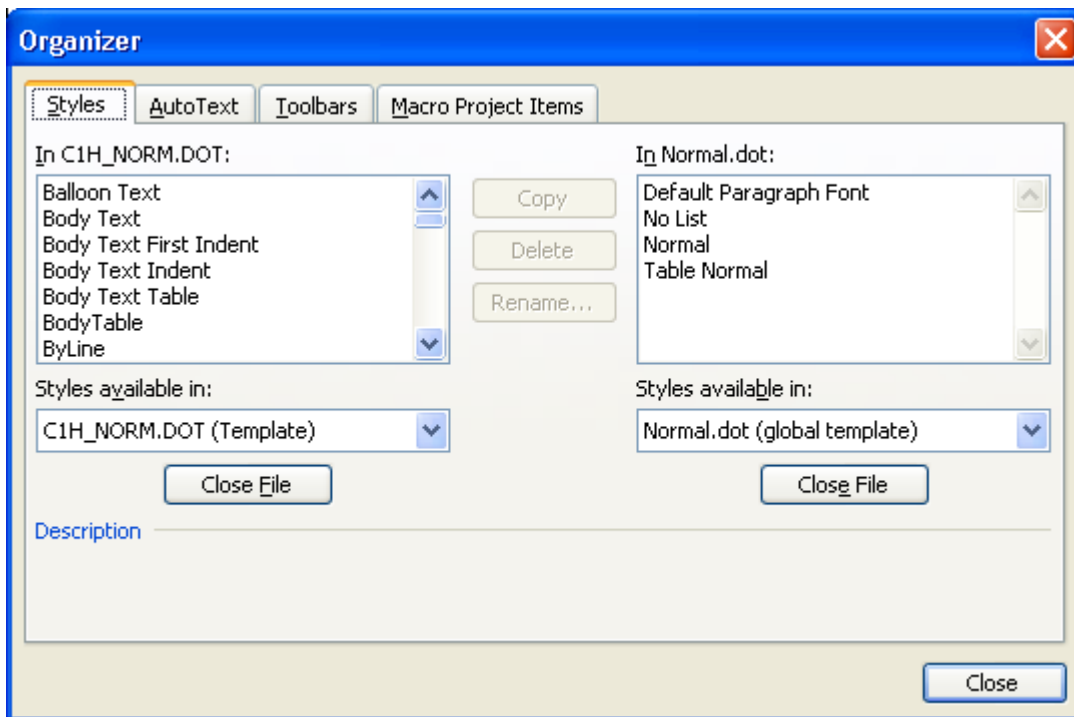 Organizer
Styles AutoText Toolbars Macro Project Items
In C1H_NORM.DOT:
Balloon Text
Body Text
Body Text First Indent
Body Text Indent
Body Text Table
BodyTable
ByLine
Copy
Delete
Rename...
In Normal.dot:
Default Paragraph Font
No List
Normal
Table Normal
Styles available in:
C1H_NORM.DOT (Template)
Close File
Styles available in:
Normal.dot (global template)
Close File
Description
Close